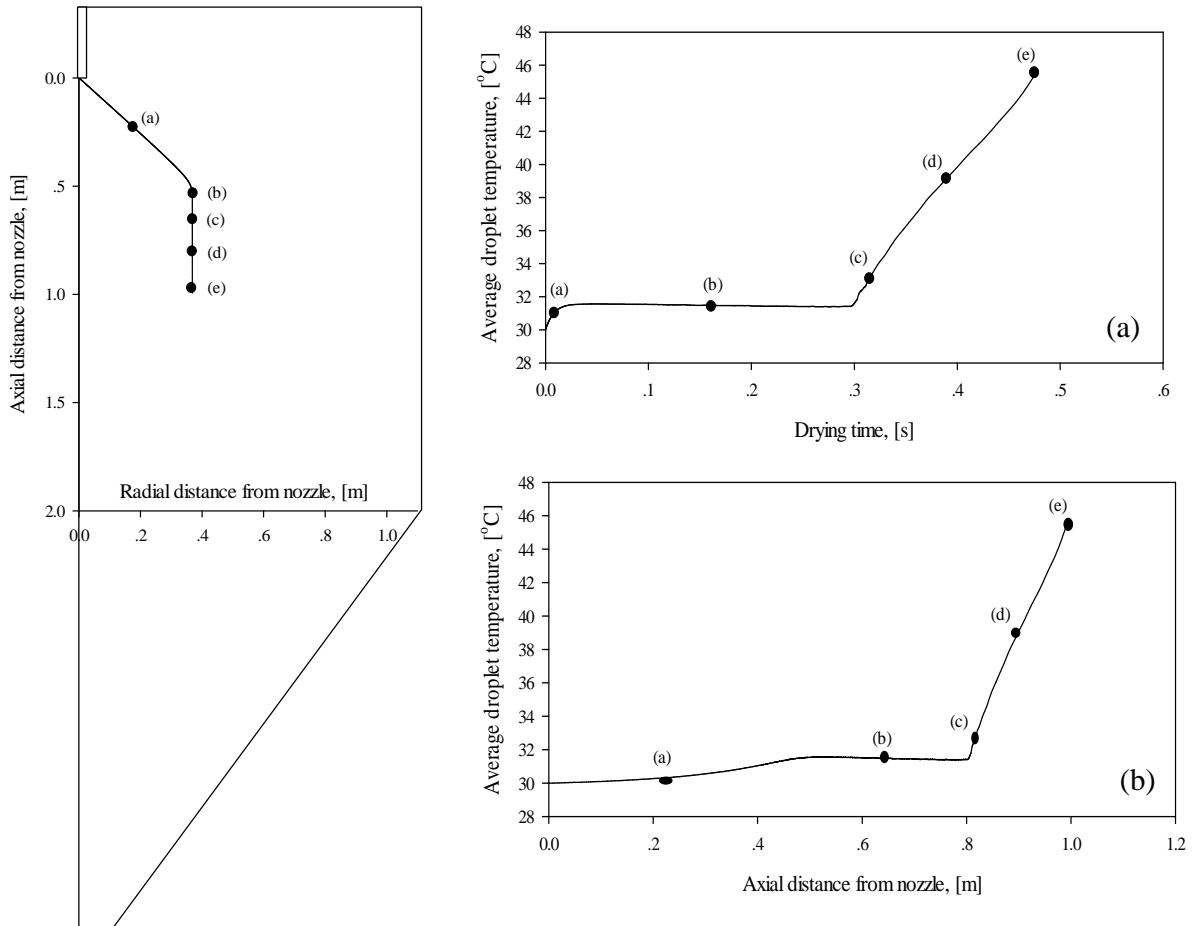 0.0
.5
1.0
1.5
2.0
Axial distance from nozzle, [m]
(a)
(b)
(c)
(d)
(e)
Radial distance from nozzle, [m]
0.0 .2 .4 .6 .8 1.0
48
46
44
42
40
38
36
34
32
30
28
Average droplet temperature, [°C]
(a)
(b)
(c)
(d)
(e)
(a)
0.0 .1 .2 .3 .4 .5 .6
Drying time, [s]
48
46
44
42
40
38
36
34
32
30
28
Average droplet temperature, [°C]
(a)
(b)
(c)
(d)
(e)
(b)
0.0 .2 .4 .6 .8 1.0 1.2
Axial distance from nozzle, [m]